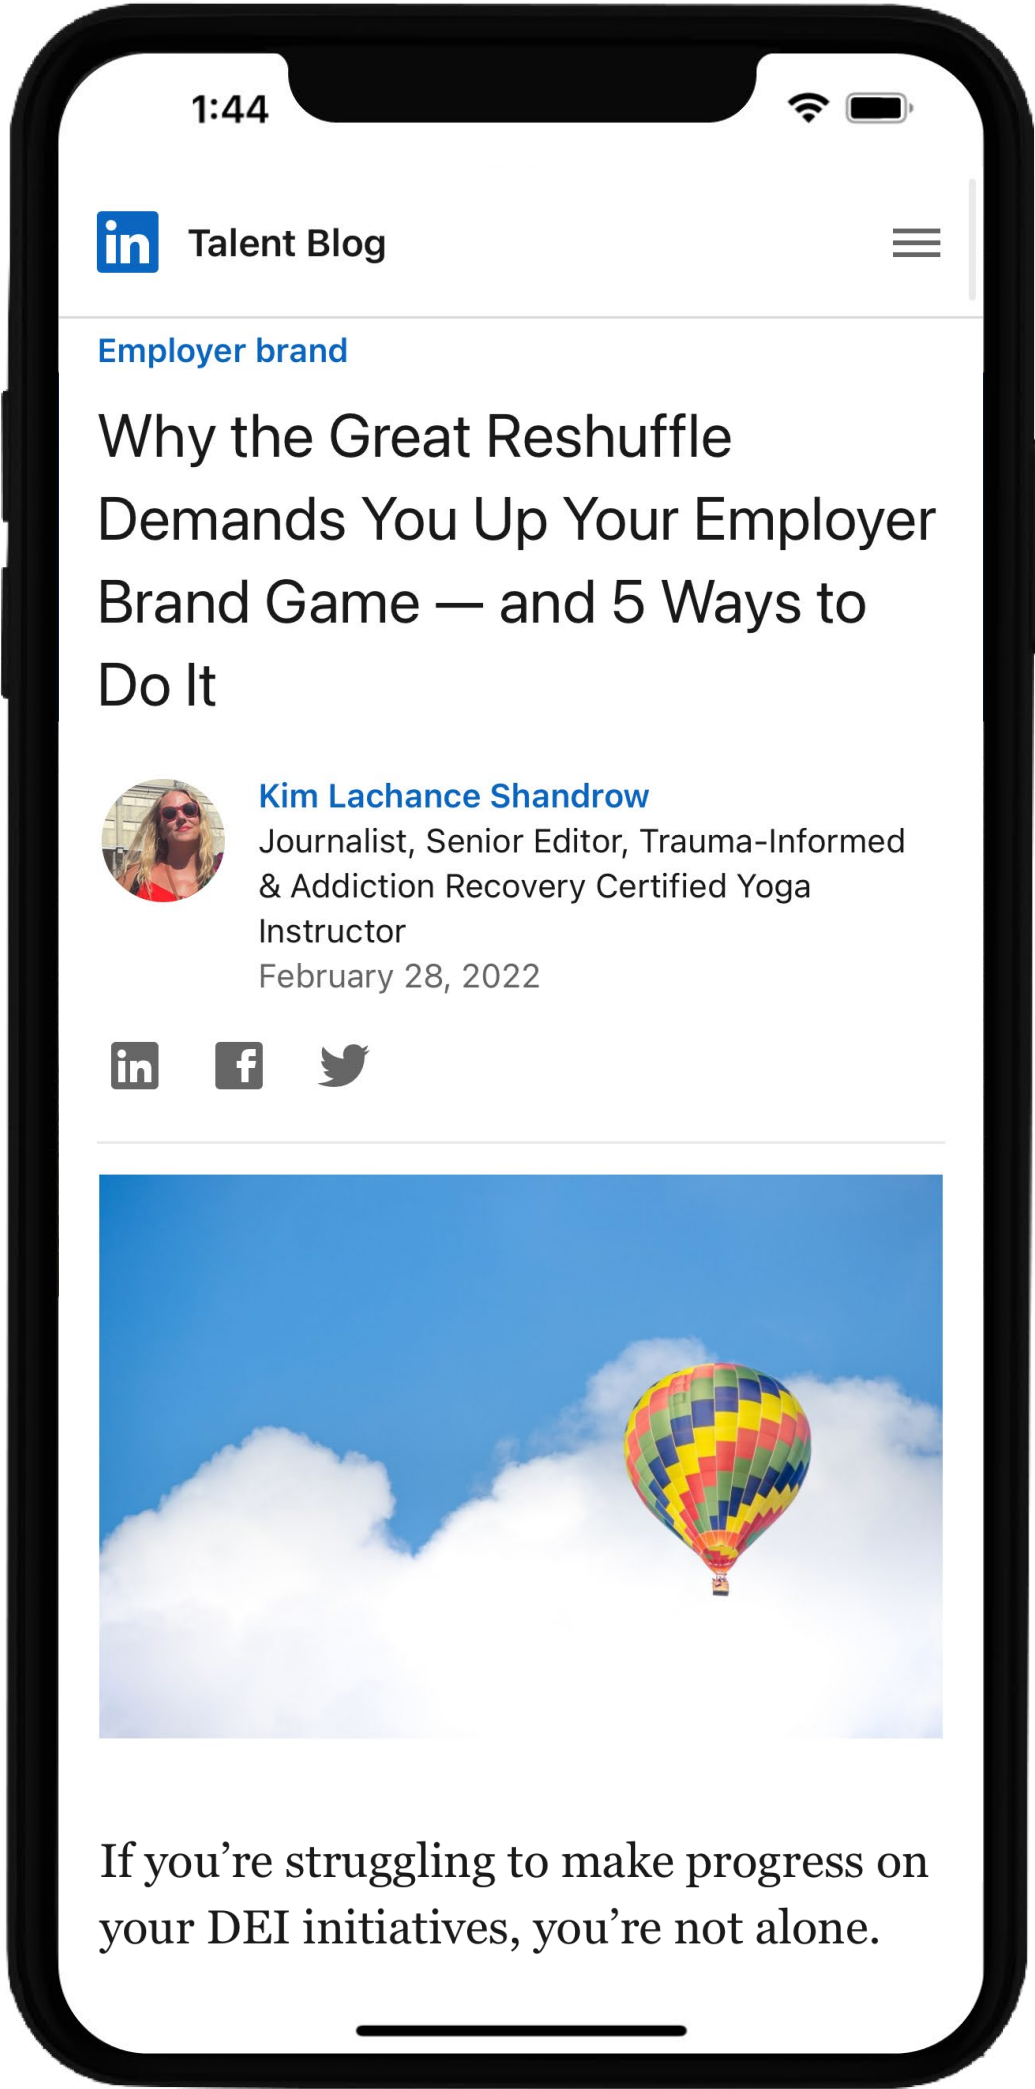 1:44
in Talent Blog
Employer brand
Why the Great Reshuffle
Demands You Up Your Employer
Brand Game — and 5 Ways to
Do It
Kim Lachance Shandrow
Journalist, Senior Editor, Trauma-Informed
& Addiction Recovery Certified Yoga
Instructor
February 28, 2022
in f
If you’re struggling to make progress on
your DEI initiatives, you’re not alone.